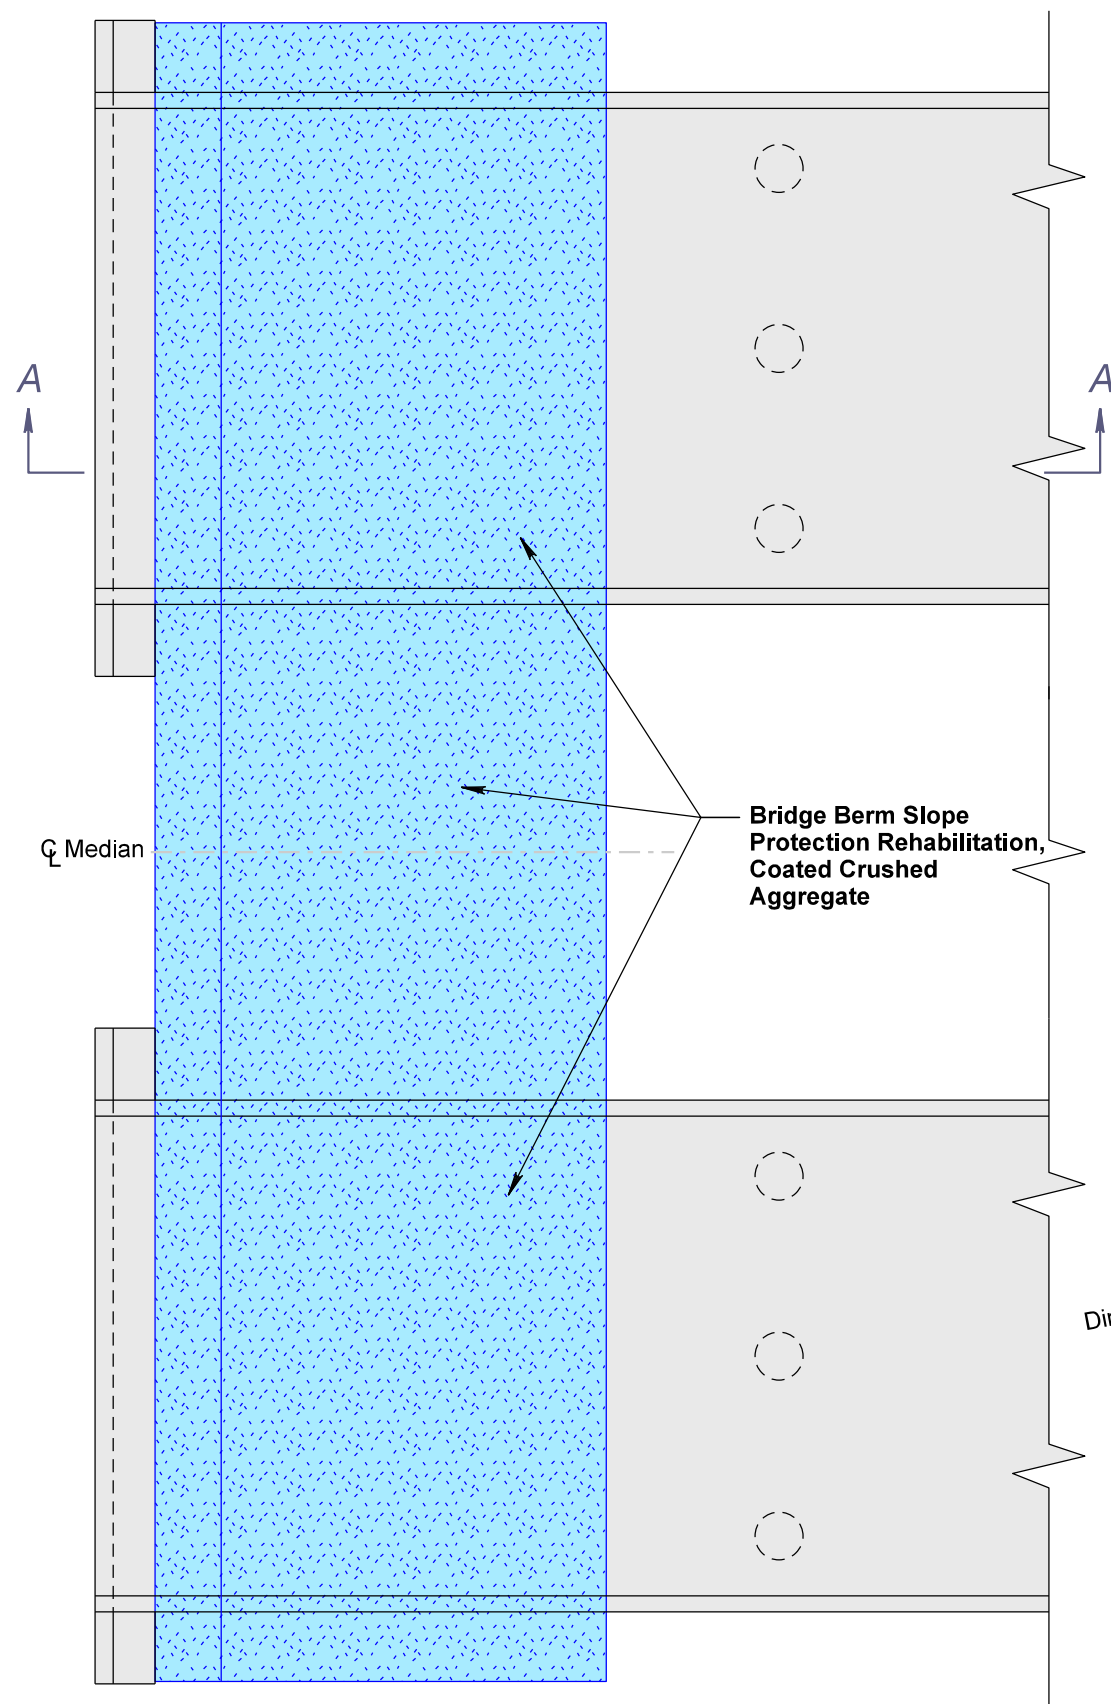 A
A
Bridge Berm Slope
Protection Rehabilitation,
Coated Crushed
Aggregate
℄ Median